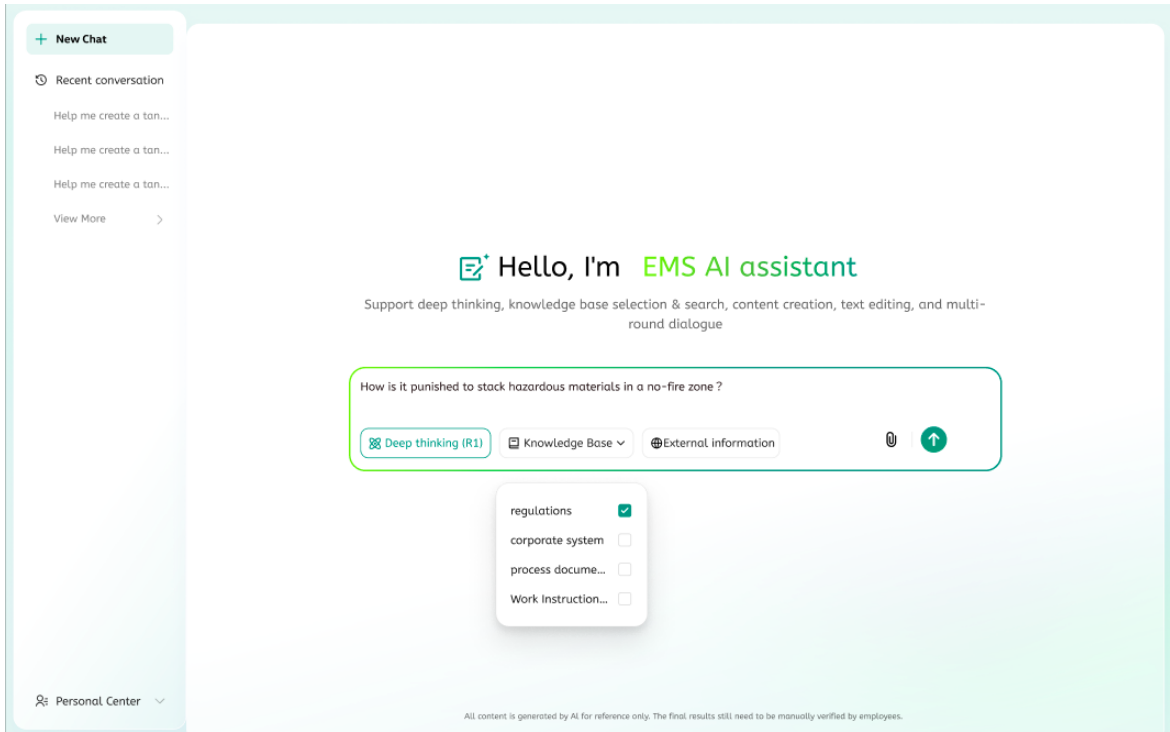 New Chat
Recent conversation
Help me create a tan...
Help me create a tan...
Help me create a tan...
View More
Hello, I'm EMS AI assistant
Support deep thinking, knowledge base selection & search, content creation, text editing, and multi-
round dialogue
How is it punished to stack hazardous materials in a no-fire zone ?
Deep thinking (R1) Knowledge Base External information
regulations
corporate system
process docume...
Work Instruction...
Personal Center
All content is generated by AI for reference only. The final results still need to be manually verified by employees.